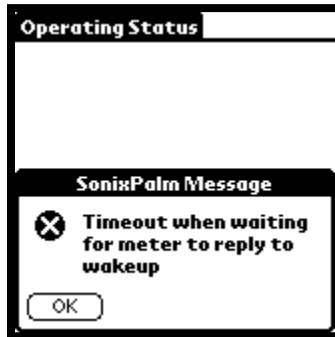 Operating Status
SonixPalm Message
Timeout when waiting
for meter to reply to
wakeup
OK